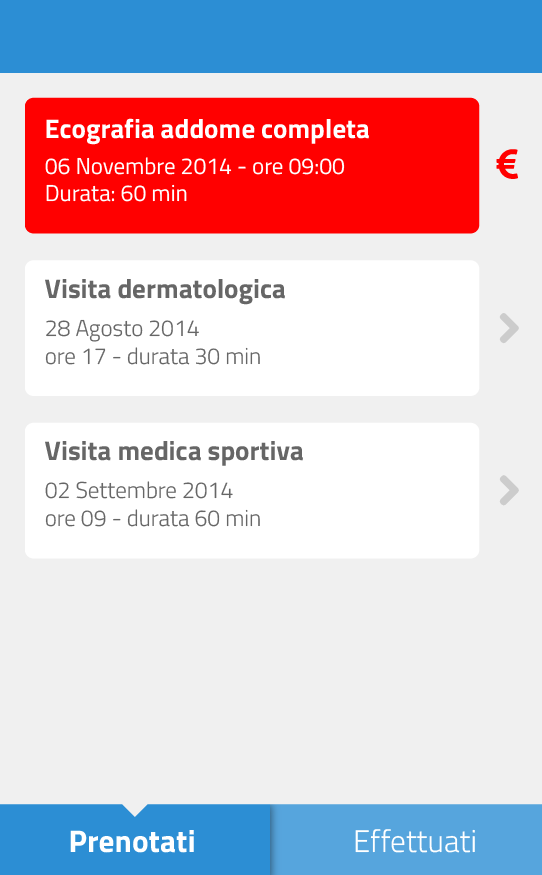 Ecografia addome completa
06 Novembre 2014 - ore 09:00
Durata: 60 min
€
Visita dermatologica
28 Agosto 2014
ore 17 - durata 30 min
Visita medica sportiva
02 Settembre 2014
ore 09 - durata 60 min
Prenotati
Effettuati